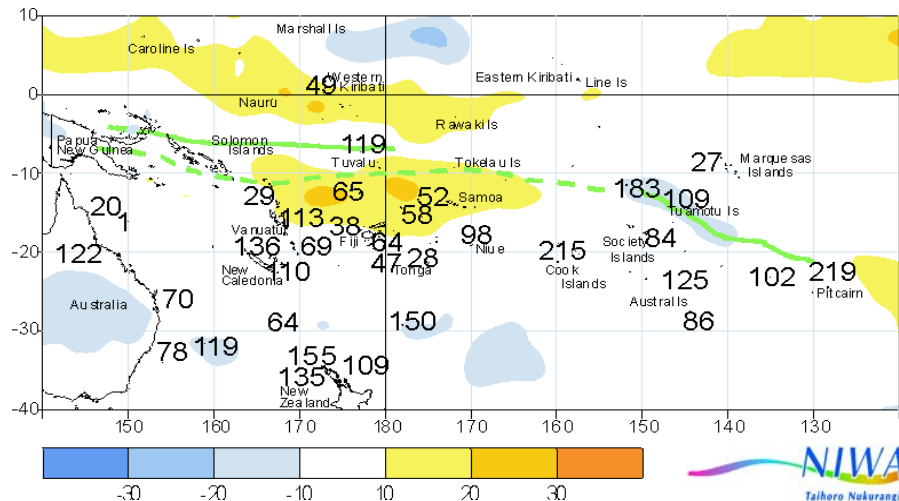 10
Marshall Is
Caroline Is
Western
Kiribati
49
Eastern Kiribati
Line Is
0
Nauru
Rawaki Is
Papua
New Guinea
Solomon
Islands
119
Tuvalu
Tokelau Is
27
Marquesas
Islands
-10
183
109
Tuamotu Is
29
65
52
Samoa
58
20
1
113
38
Vanuatu
Fiji
64
98
Niue
84
Society
Islands
-20
122
136
69
47
28
Tonga
215
Cook
Islands
New
Caledonia
110
125
102
219
Pitcairn
Australia
70
Australs
64
150
86
-30
78
119
155
135
109
New
Zealand
-40
150
160
170
180
170
160
150
140
130
-30
-20
-10
10
20
30
NIWA
Taihoro Nukurangi